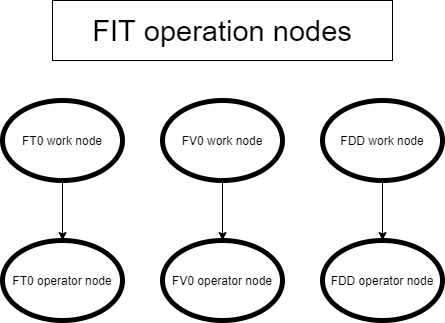 FIT operation nodes
FT0 work node
FV0 work node
FDD work node
FT0 operator node
FV0 operator node
FDD operator node